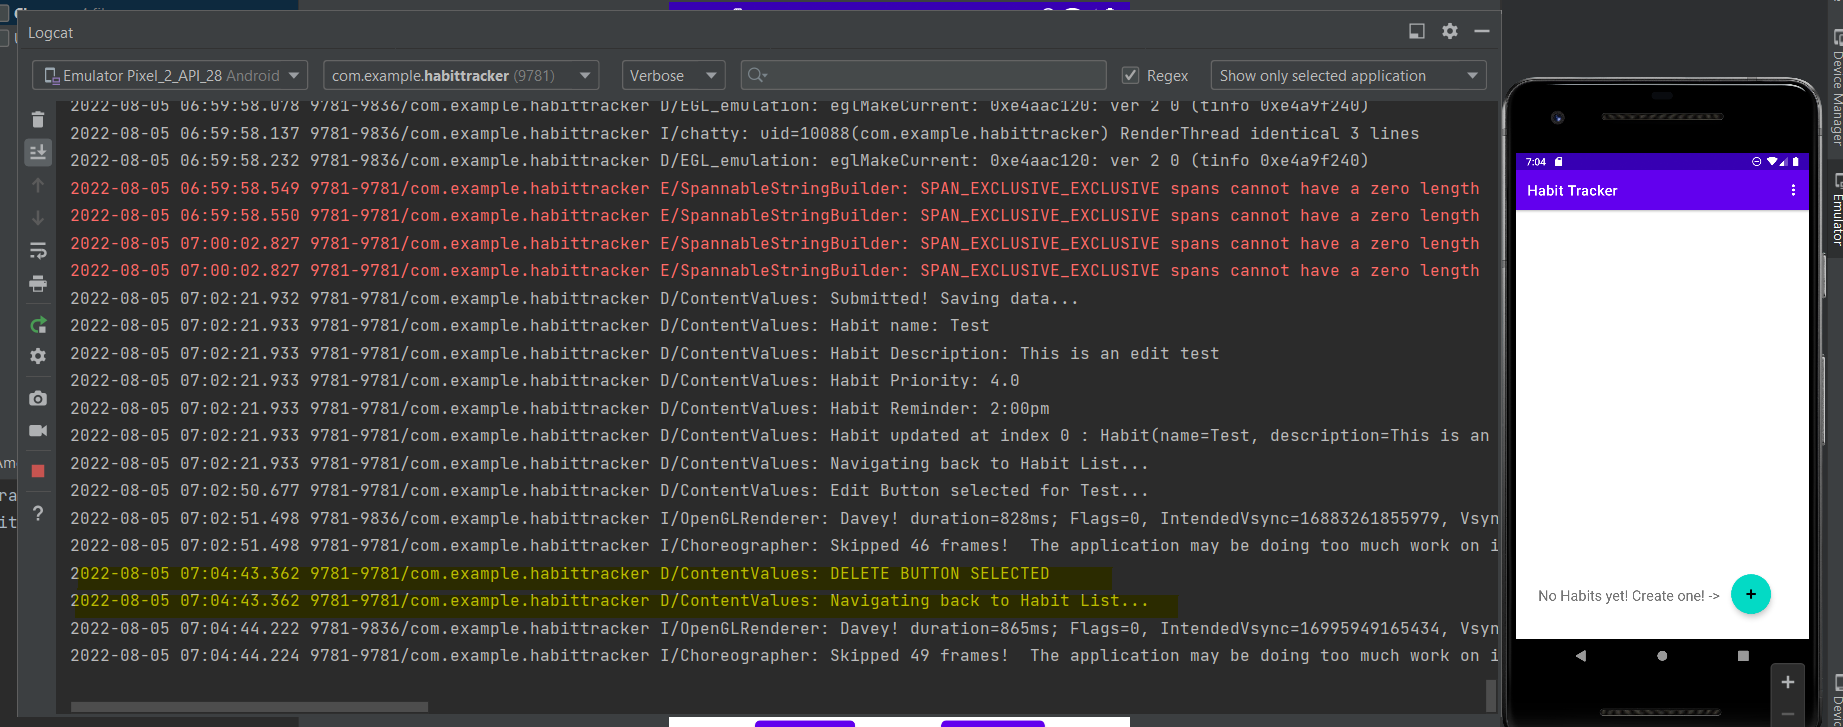 Logcat
Emulator Pixel_2_API_28 Android
com.example.habittracker (9781)
Verbose
Regex
Show only selected application
2022-08-05 06:59:58.078 9781-9836/com.example.habittracker D/EGL_emulation: eglMakeCurrent: 0xe4aac120: ver 2 0 (tinfo 0xe4a9f240)
2022-08-05 06:59:58.137 9781-9836/com.example.habittracker I/chatty: uid=10088(com.example.habittracker) RenderThread identical 3 lines
2022-08-05 06:59:58.232 9781-9836/com.example.habittracker D/EGL_emulation: eglMakeCurrent: 0xe4aac120: ver 2 0 (tinfo 0xe4a9f240)
2022-08-05 06:59:58.549 9781-9781/com.example.habittracker E/SpannableStringBuilder: SPAN_EXCLUSIVE_EXCLUSIVE spans cannot have a zero length
2022-08-05 06:59:58.550 9781-9781/com.example.habittracker E/SpannableStringBuilder: SPAN_EXCLUSIVE_EXCLUSIVE spans cannot have a zero length
2022-08-05 07:00:02.827 9781-9781/com.example.habittracker E/SpannableStringBuilder: SPAN_EXCLUSIVE_EXCLUSIVE spans cannot have a zero length
2022-08-05 07:00:02.827 9781-9781/com.example.habittracker E/SpannableStringBuilder: SPAN_EXCLUSIVE_EXCLUSIVE spans cannot have a zero length
2022-08-05 07:02:21.932 9781-9781/com.example.habittracker D/ContentValues: Submitted! Saving data...
2022-08-05 07:02:21.933 9781-9781/com.example.habittracker D/ContentValues: Habit name: Test
2022-08-05 07:02:21.933 9781-9781/com.example.habittracker D/ContentValues: Habit Description: This is an edit test
2022-08-05 07:02:21.933 9781-9781/com.example.habittracker D/ContentValues: Habit Priority: 4.0
2022-08-05 07:02:21.933 9781-9781/com.example.habittracker D/ContentValues: Habit Reminder: 2:00pm
2022-08-05 07:02:21.933 9781-9781/com.example.habittracker D/ContentValues: Habit updated at index 0 : Habit(name=Test, description=This is an
2022-08-05 07:02:21.933 9781-9781/com.example.habittracker D/ContentValues: Navigating back to Habit List...
2022-08-05 07:02:50.677 9781-9781/com.example.habittracker D/ContentValues: Edit Button selected for Test...
2022-08-05 07:02:51.498 9781-9836/com.example.habittracker I/OpenGLRenderer: Davey! duration=828ms; Flags=0, IntendedVsync=16883261855979, Vsyn
2022-08-05 07:02:51.498 9781-9781/com.example.habittracker I/Choreographer: Skipped 46 frames!  The application may be doing too much work on i
2022-08-05 07:04:43.362 9781-9781/com.example.habittracker D/ContentValues: DELETE BUTTON SELECTED
2022-08-05 07:04:43.362 9781-9781/com.example.habittracker D/ContentValues: Navigating back to Habit List...
2022-08-05 07:04:44.222 9781-9836/com.example.habittracker I/OpenGLRenderer: Davey! duration=865ms; Flags=0, IntendedVsync=16995949165434, Vsyn
2022-08-05 07:04:44.224 9781-9781/com.example.habittracker I/Choreographer: Skipped 49 frames!  The application may be doing too much work on i
7:04
Habit Tracker
No Habits yet! Create one! ->
+
Device Manager
Emulator